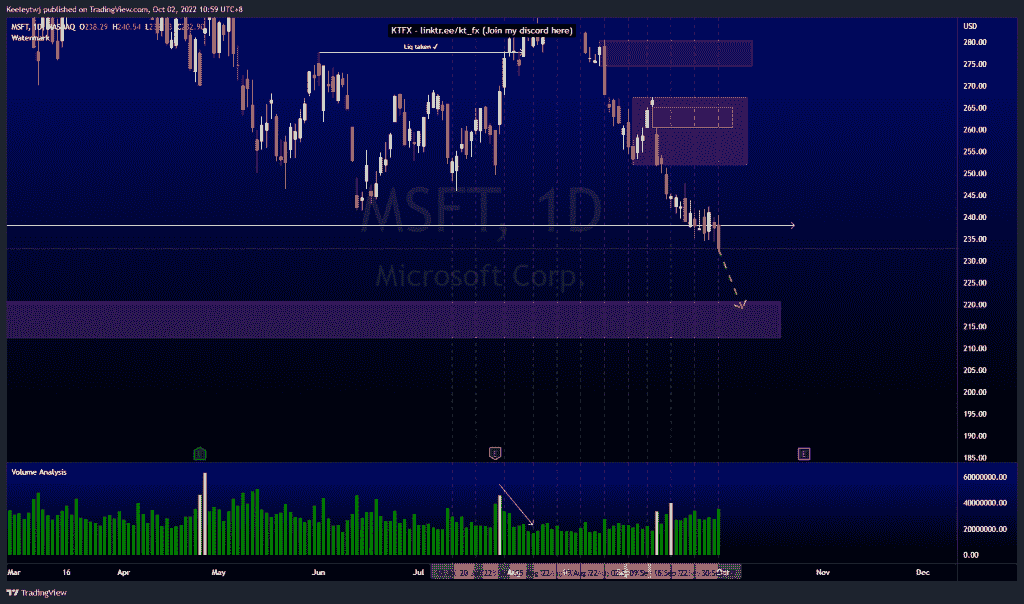 Keeleytwj published on TradingView.com, Oct 02, 2022 10:59 UTC+8
MSFT, 1D, NASDAQ O238.29 H240.54
Watermark
KTFX - linktr.ee/kt_fx (Join my discord here)
Liq taken ✓
USD
280.00
275.00
270.00
265.00
260.00
255.00
250.00
245.00
240.00
235.00
230.00
225.00
220.00
215.00
210.00
205.00
200.00
195.00
190.00
185.00
MSFT, 1D
Microsoft Corp.
E
E
E
Volume Analysis
60000000.00
40000000.00
20000000.00
0.00
Mar 16 Apr May Jun Jul Aug Oct Nov Dec
TradingView